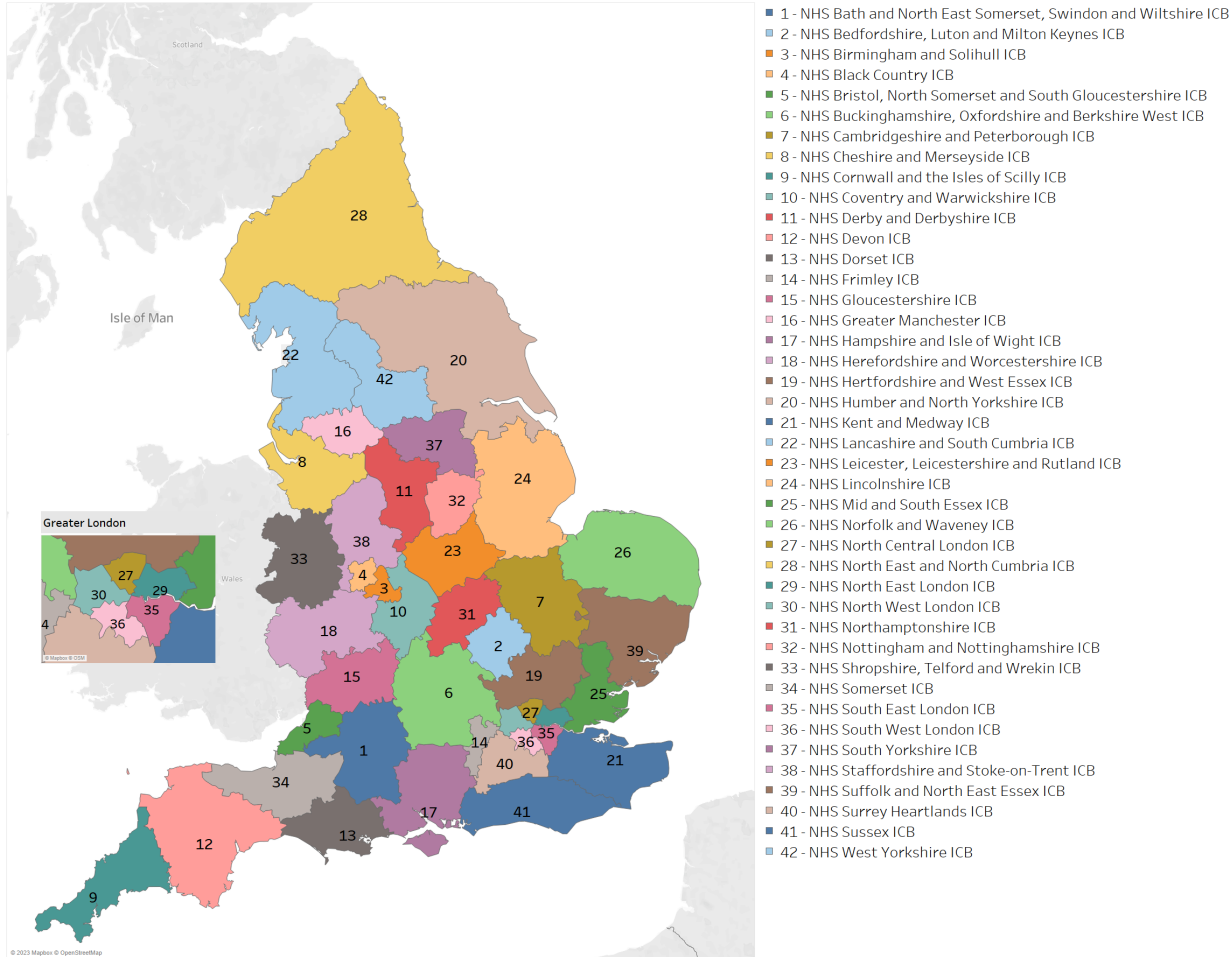 Scotland
28
Isle of Man
22
20
42
16
37
8
24
11
32
Greater London
38
23
26
33
4
3
Wales
27
30
29
35
4
36
© Mapbox © OSM
7
10
31
18
2
39
15
19
6
25
27
5
35
36
14
1
21
40
34
17
41
13
12
9
© 2023 Mapbox © OpenStreetMap
1 - NHS Bath and North East Somerset, Swindon and Wiltshire ICB
2 - NHS Bedfordshire, Luton and Milton Keynes ICB
3 - NHS Birmingham and Solihull ICB
4 - NHS Black Country ICB
5 - NHS Bristol, North Somerset and South Gloucestershire ICB
6 - NHS Buckinghamshire, Oxfordshire and Berkshire West ICB
7 - NHS Cambridgeshire and Peterborough ICB
8 - NHS Cheshire and Merseyside ICB
9 - NHS Cornwall and the Isles of Scilly ICB
10 - NHS Coventry and Warwickshire ICB
11 - NHS Derby and Derbyshire ICB
12 - NHS Devon ICB
13 - NHS Dorset ICB
14 - NHS Frimley ICB
15 - NHS Gloucestershire ICB
16 - NHS Greater Manchester ICB
17 - NHS Hampshire and Isle of Wight ICB
18 - NHS Herefordshire and Worcestershire ICB
19 - NHS Hertfordshire and West Essex ICB
20 - NHS Humber and North Yorkshire ICB
21 - NHS Kent and Medway ICB
22 - NHS Lancashire and South Cumbria ICB
23 - NHS Leicester, Leicestershire and Rutland ICB
24 - NHS Lincolnshire ICB
25 - NHS Mid and South Essex ICB
26 - NHS Norfolk and Waveney ICB
27 - NHS North Central London ICB
28 - NHS North East and North Cumbria ICB
29 - NHS North East London ICB
30 - NHS North West London ICB
31 - NHS Northamptonshire ICB
32 - NHS Nottingham and Nottinghamshire ICB
33 - NHS Shropshire, Telford and Wrekin ICB
34 - NHS Somerset ICB
35 - NHS South East London ICB
36 - NHS South West London ICB
37 - NHS South Yorkshire ICB
38 - NHS Staffordshire and Stoke-on-Trent ICB
39 - NHS Suffolk and North East Essex ICB
40 - NHS Surrey Heartlands ICB
41 - NHS Sussex ICB
42 - NHS West Yorkshire ICB